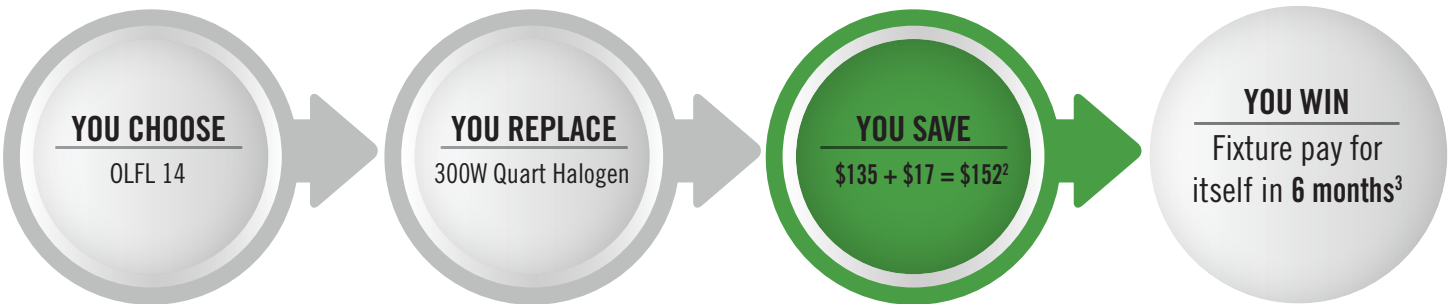 YOU CHOOSE
OLFL 14
YOU REPLACE
300W Quart Halogen
YOU SAVE
$135 + $17 = $152²
YOU WIN
Fixture pay for
itself in 6 months³